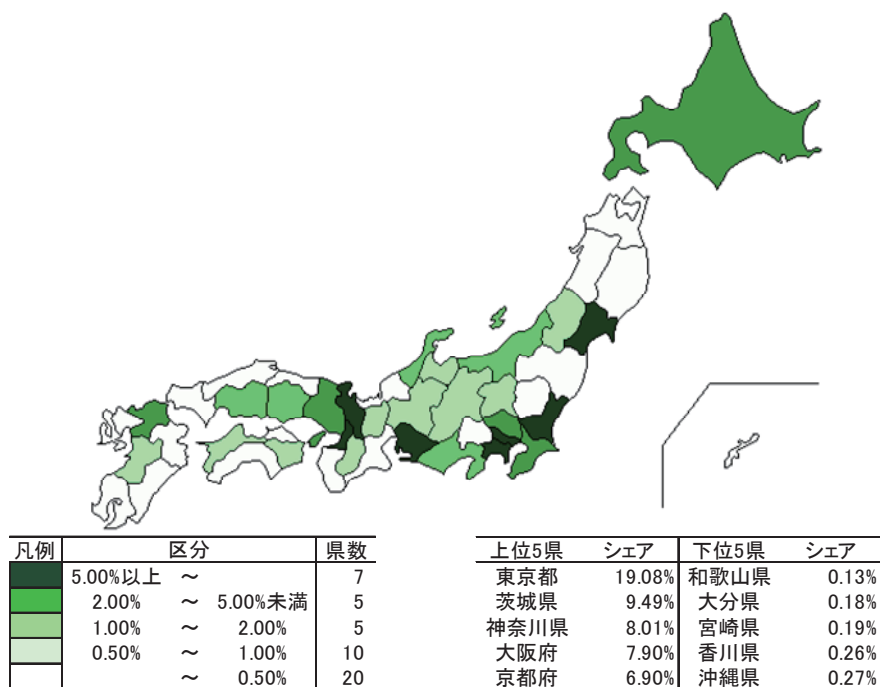 凡例 区分 県数
5.00%以上 ～ 7
2.00% ～ 5.00%未満 5
1.00% ～ 2.00% 5
0.50% ～ 1.00% 10
～ 0.50% 20
上位5県 シェア 下位5県 シェア
東京都 19.08% 和歌山県 0.13%
茨城県 9.49% 大分県 0.18%
神奈川県 8.01% 宮崎県 0.19%
大阪府 7.90% 香川県 0.26%
京都府 6.90% 沖縄県 0.27%